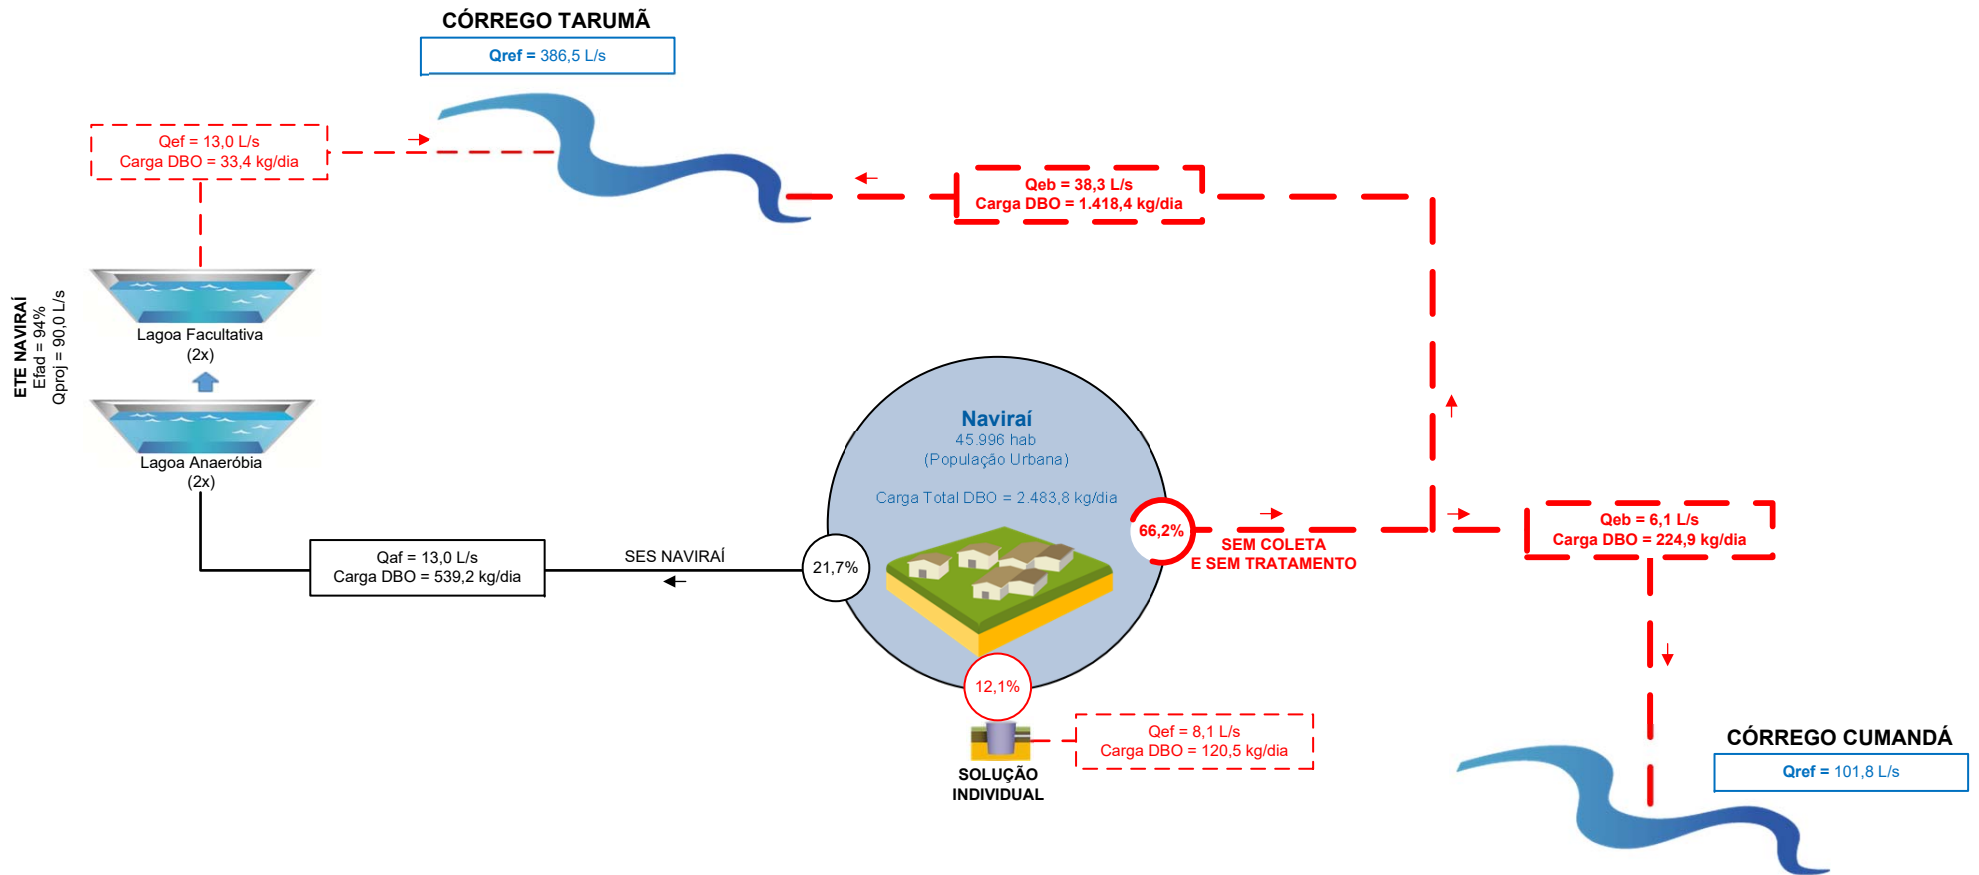 CÓRREGO TARUMÃ
Qref = 386,5 L/s
Qef = 13,0 L/s
Carga DBO = 33,4 kg/dia
Qeb = 38,3 L/s
Carga DBO = 1.418,4 kg/dia
ETE NAVIRAÍ
Efad = 94%
Qproj = 90,0 L/s
Lagoa Facultativa
(2x)
Lagoa Anaeróbia
(2x)
Naviraí
45.996 hab
(População Urbana)
Carga Total DBO = 2.483,8 kg/dia
66,2%
SEM COLETA
E SEM TRATAMENTO
Qeb = 6,1 L/s
Carga DBO = 224,9 kg/dia
Qaf = 13,0 L/s
Carga DBO = 539,2 kg/dia
SES NAVIRAÍ
21,7%
12,1%
Qef = 8,1 L/s
Carga DBO = 120,5 kg/dia
SOLUÇÃO
INDIVIDUAL
CÓRREGO CUMANDÁ
Qref = 101,8 L/s